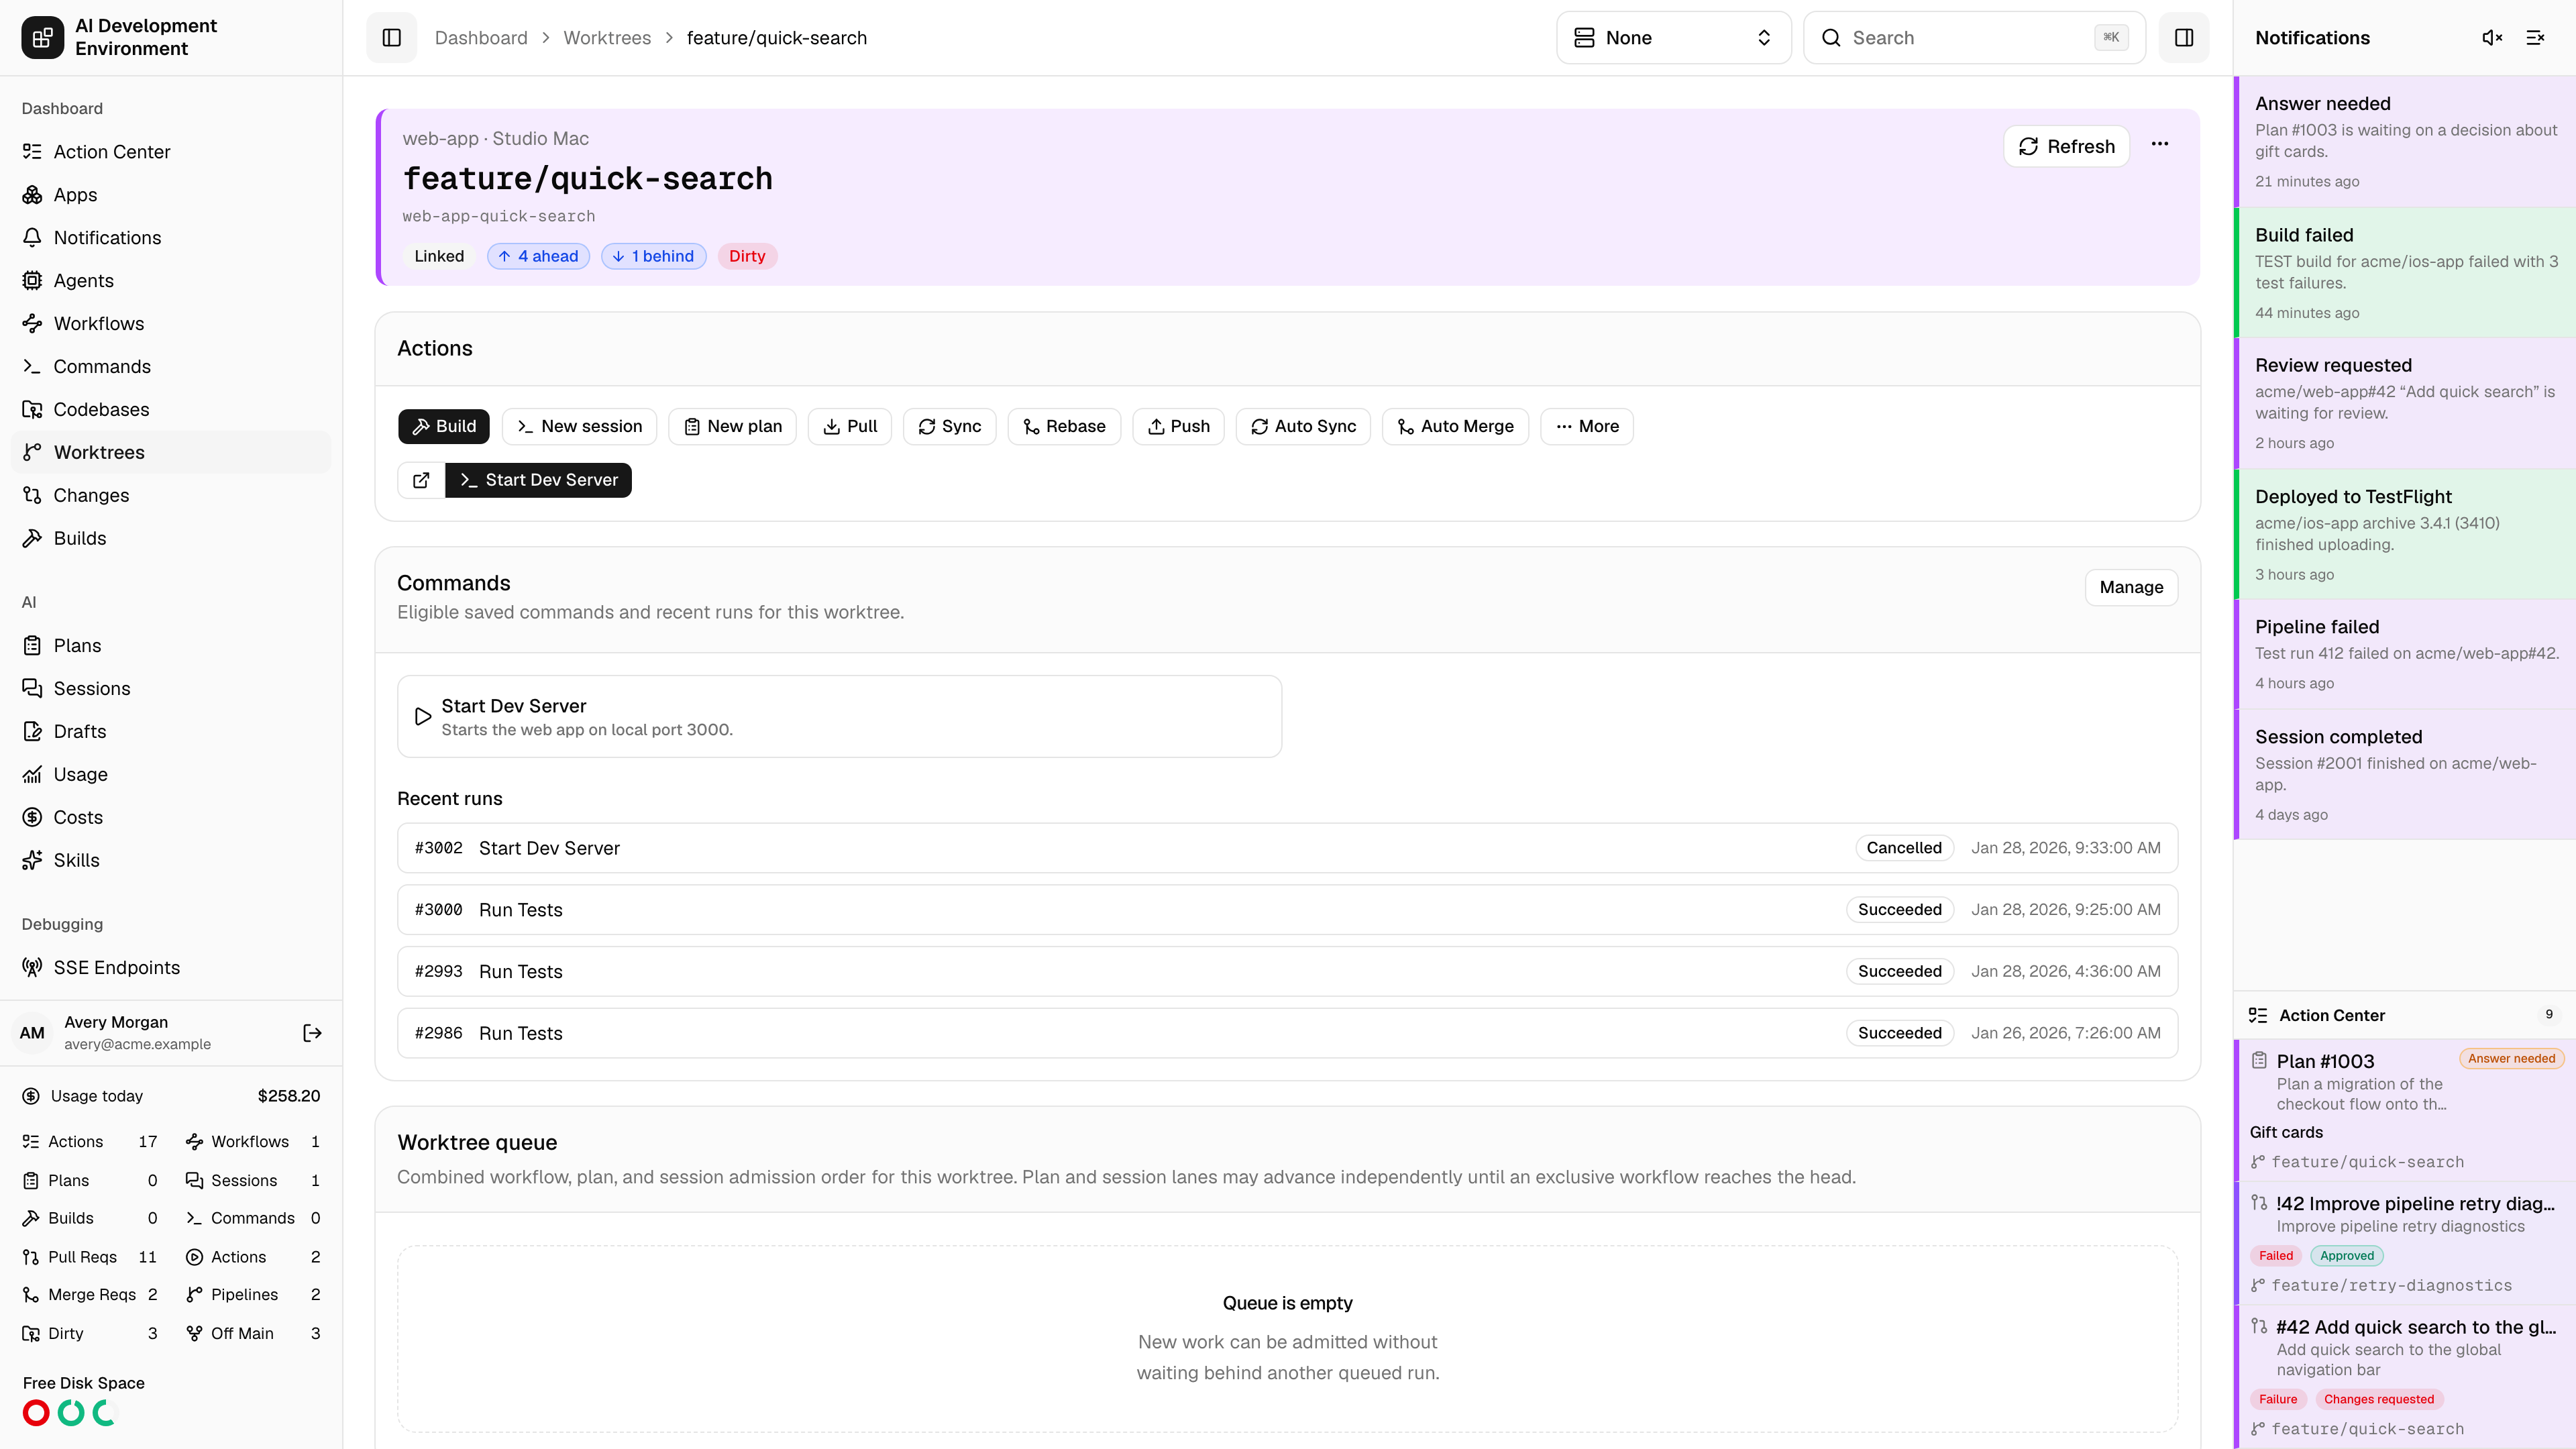 AI Development
Environment
Dashboard
Action Center
Apps
Notifications
Agents
Workflows
Commands
Codebases
Worktrees
Changes
Builds
AI
Plans
Sessions
Drafts
Usage
Costs
Skills
Debugging
SSE Endpoints
AM
Avery Morgan
avery@acme.example
Usage today $258.20
Actions 17 Workflows 1
Plans 0 Sessions 1
Builds 0 Commands 0
Pull Reqs 11 Actions 2
Merge Reqs 2 Pipelines 2
Dirty 3 Off Main 3
Free Disk Space
Dashboard > Worktrees > feature/quick-search
None
Search ⌘K
web-app · Studio Mac
feature/quick-search
web-app-quick-search
Linked ↑ 4 ahead ↓ 1 behind Dirty
Refresh
Actions
Build New session New plan Pull Sync Rebase Push Auto Sync Auto Merge More
Start Dev Server
Commands
Eligible saved commands and recent runs for this worktree.
Manage
Start Dev Server
Starts the web app on local port 3000.
Recent runs
#3002 Start Dev Server Cancelled Jan 28, 2026, 9:33:00 AM
#3000 Run Tests Succeeded Jan 28, 2026, 9:25:00 AM
#2993 Run Tests Succeeded Jan 28, 2026, 4:36:00 AM
#2986 Run Tests Succeeded Jan 26, 2026, 7:26:00 AM
Worktree queue
Combined workflow, plan, and session admission order for this worktree. Plan and session lanes may advance independently until an exclusive workflow reaches the head.
Queue is empty
New work can be admitted without
waiting behind another queued run.
Notifications
Answer needed
Plan #1003 is waiting on a decision about
gift cards.
21 minutes ago
Build failed
TEST build for acme/ios-app failed with 3
test failures.
44 minutes ago
Review requested
acme/web-app#42 “Add quick search” is
waiting for review.
2 hours ago
Deployed to TestFlight
acme/ios-app archive 3.4.1 (3410)
finished uploading.
3 hours ago
Pipeline failed
Test run 412 failed on acme/web-app#42.
4 hours ago
Session completed
Session #2001 finished on acme/web-
app.
4 days ago
Action Center 9
Plan #1003 Answer needed
Plan a migration of the
checkout flow onto th...
Gift cards
feature/quick-search
!42 Improve pipeline retry diag...
Improve pipeline retry diagnostics
Failed Approved
feature/retry-diagnostics
#42 Add quick search to the gl...
Add quick search to the global
navigation bar
Failure Changes requested
feature/quick-search